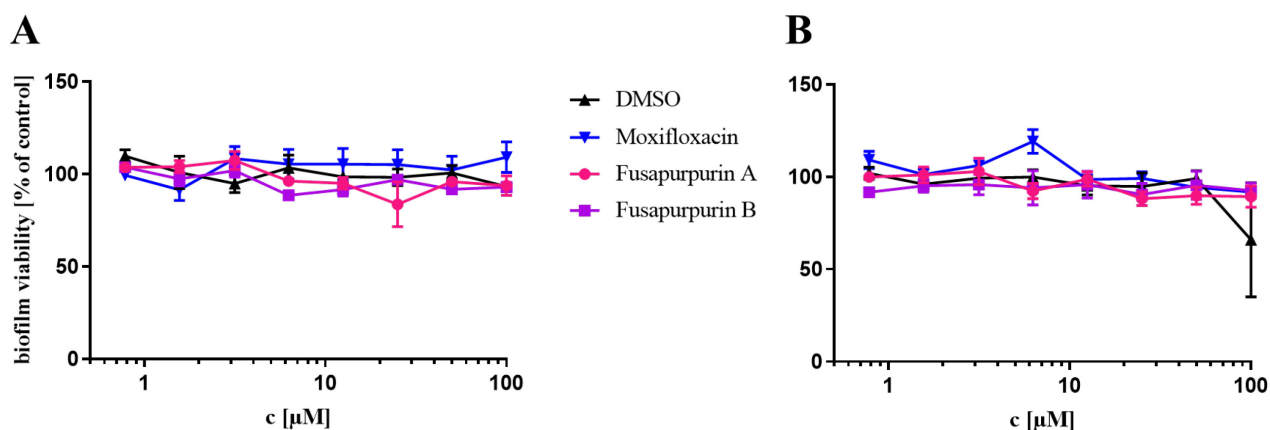 A
B
biofilm viability [% of control]
150
100
50
0
1
10
100
c [µM]
DMSO
Moxifloxacin
Fusapurpurin A
Fusapurpurin B
150
100
50
0
1
10
100
c [µM]